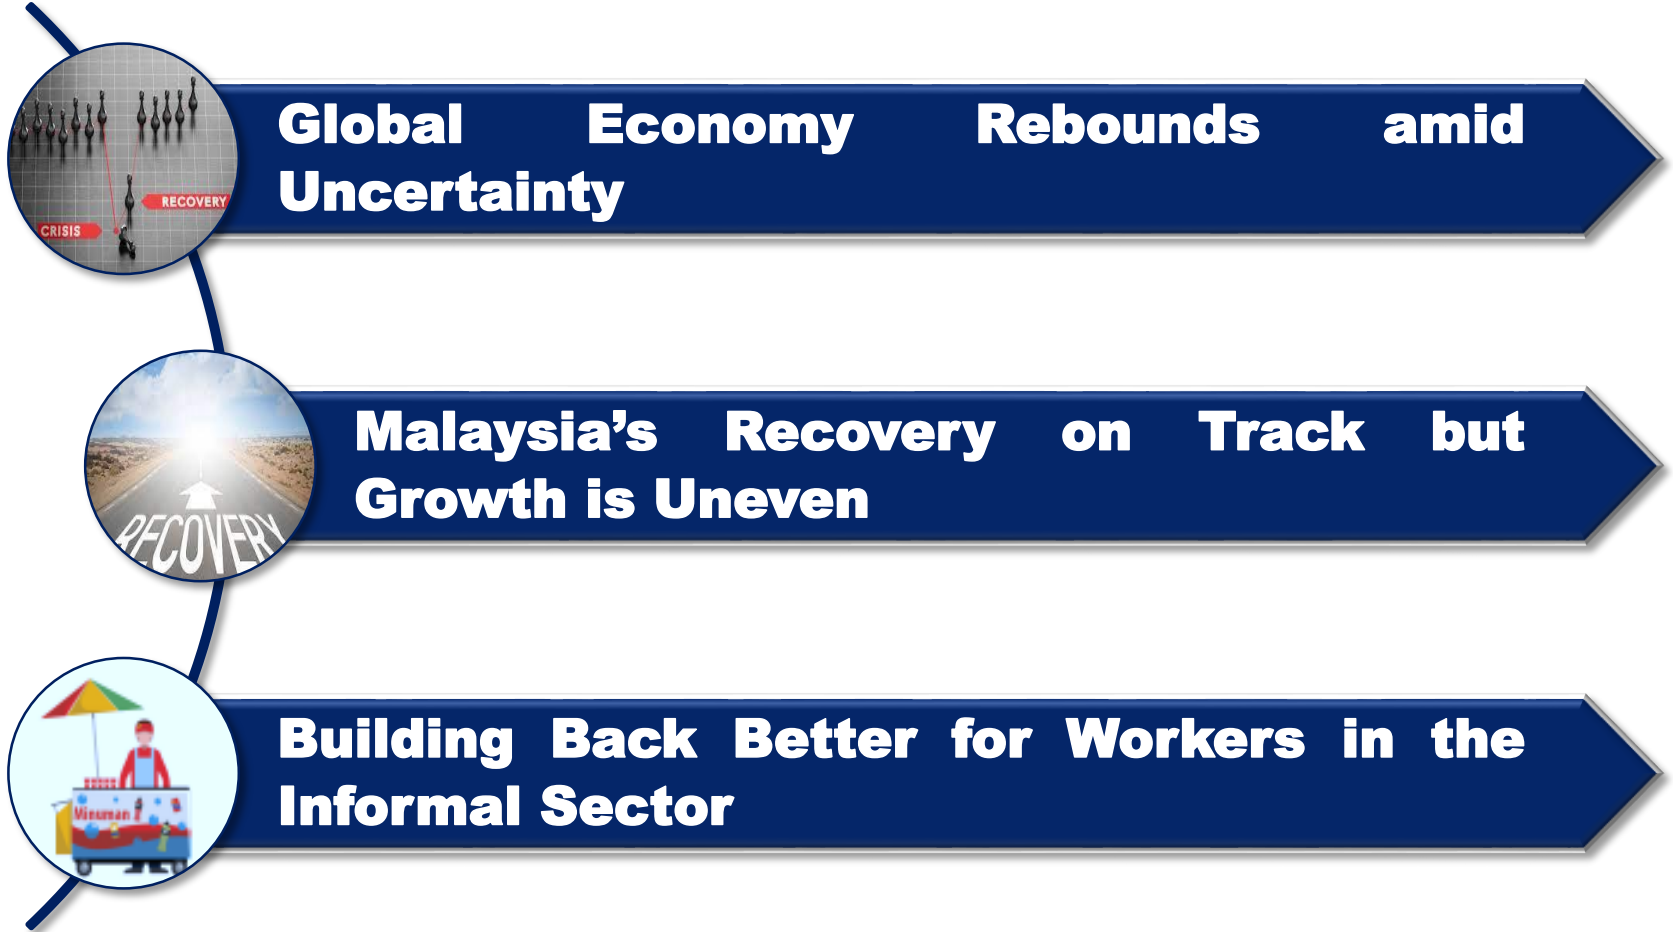 Global Economy Rebounds amid
Uncertainty
RECOVERY
CRISIS
Malaysia’s Recovery on Track but
Growth is Uneven
RECOVERY
Building Back Better for Workers in the
Informal Sector
Minuman